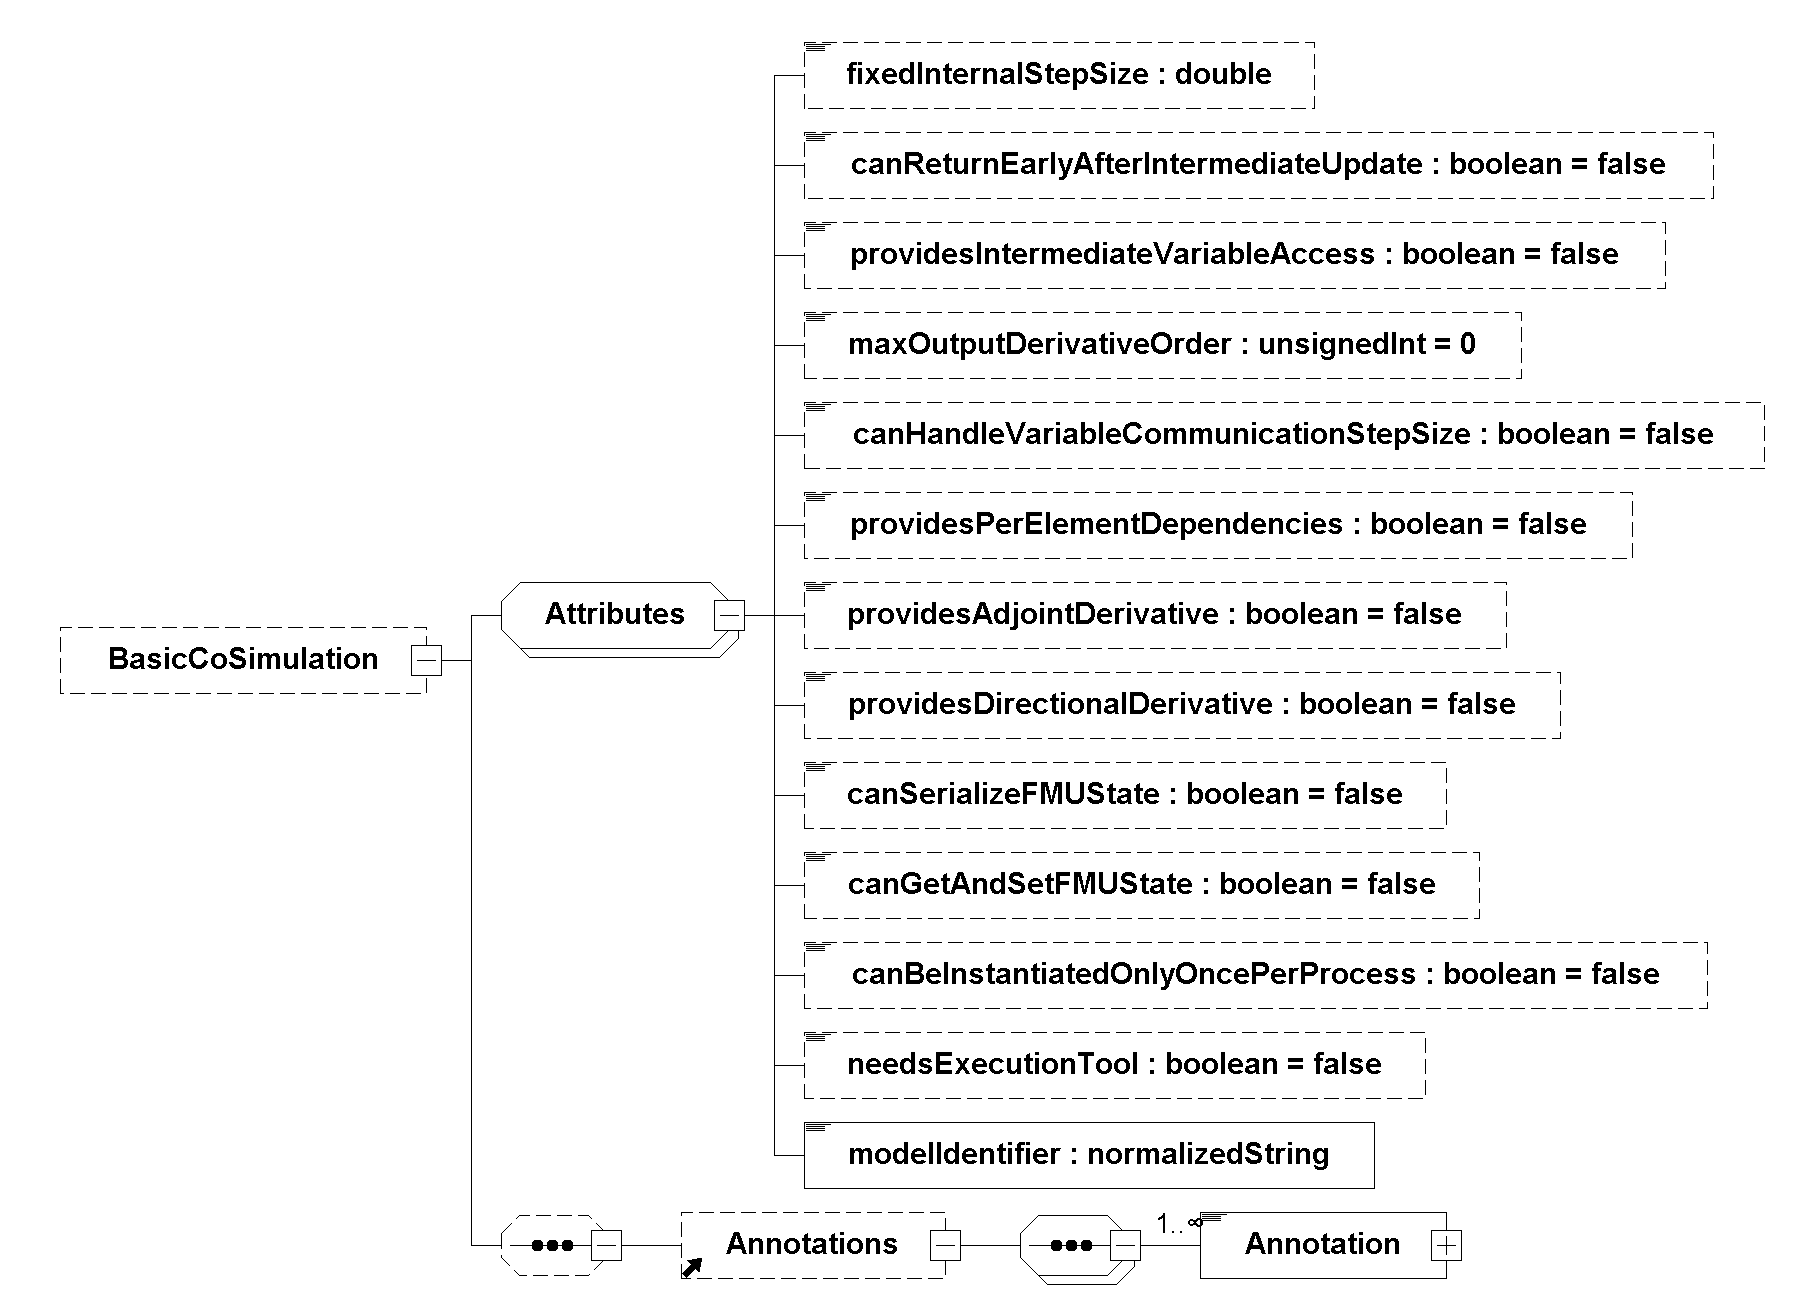 fixedInternalStepSize : double
canReturnEarlyAfterIntermediateUpdate : boolean = false
providesIntermediateVariableAccess : boolean = false
maxOutputDerivativeOrder : unsignedInt = 0
canHandleVariableCommunicationStepSize : boolean = false
providesPerElementDependencies : boolean = false
Attributes
providesAdjointDerivative : boolean = false
BasicCoSimulation
providesDirectionalDerivative : boolean = false
canSerializeFMUState : boolean = false
canGetAndSetFMUState : boolean = false
canBeInstantiatedOnlyOncePerProcess : boolean = false
needsExecutionTool : boolean = false
modelIdentifier : normalizedString
1..∞
Annotations
Annotation